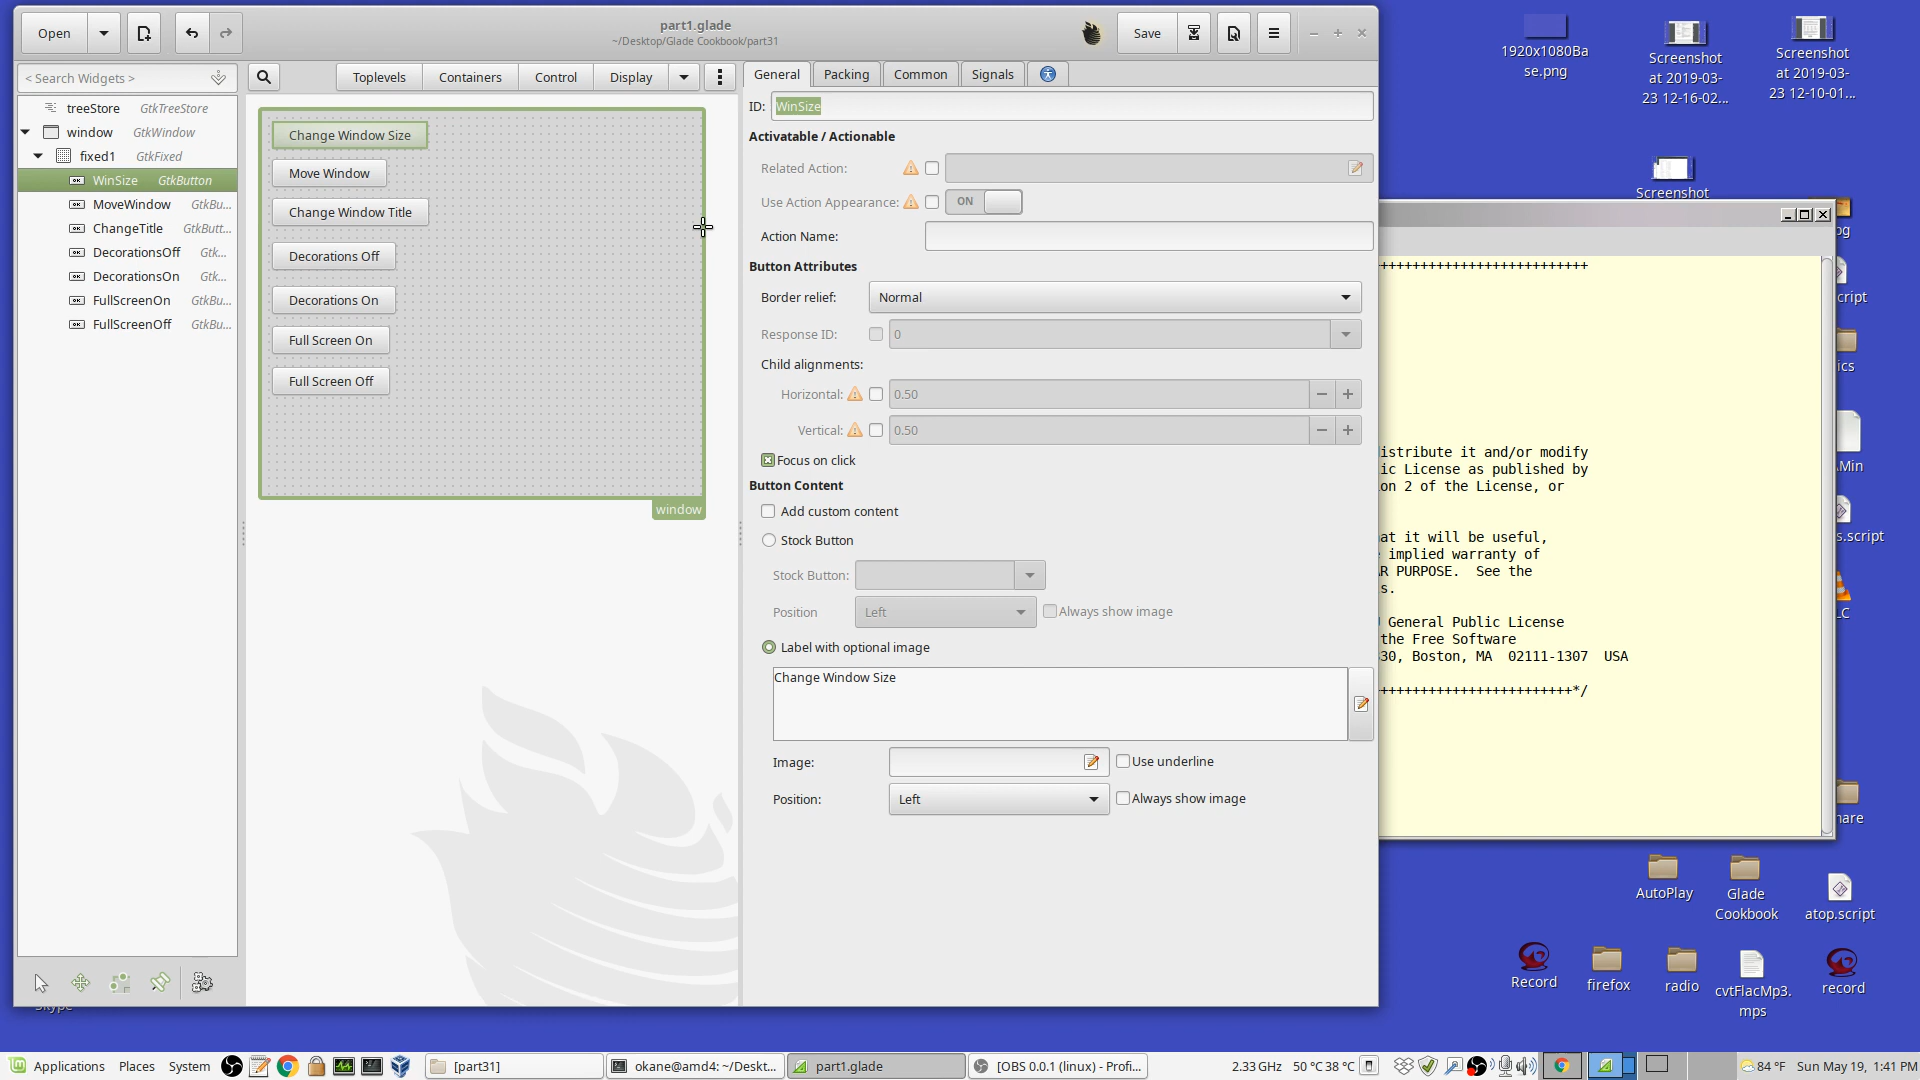 Open
part1.glade
~/Desktop/Glade Cookbook/part31
Save
< Search Widgets >
Toplevels
Containers
Control
Display
treeStore GtkTreeStore
window GtkWindow
fixed1 GtkFixed
WinSize GtkButton
MoveWindow GtkBu...
ChangeTitle GtkButt...
DecorationsOff Gtk...
DecorationsOn Gtk...
FullScreenOn GtkBu...
FullScreenOff GtkBu...
Change Window Size
Move Window
Change Window Title
Decorations Off
Decorations On
Full Screen On
Full Screen Off
window
General
Packing
Common
Signals
ID: WinSize
Activatable / Actionable
Related Action:
Use Action Appearance: ON
Action Name:
Button Attributes
Border relief: Normal
Response ID: 0
Child alignments:
Horizontal: 0.50
Vertical: 0.50
Focus on click
Button Content
Add custom content
Stock Button
Stock Button:
Position Left Always show image
Label with optional image
Change Window Size
Image: Use underline
Position: Left Always show image
++++++++++++++++++++++++++
istribute it and/or modify
ic License as published by
on 2 of the License, or
at it will be useful,
implied warranty of
R PURPOSE.  See the
s.
General Public License
the Free Software
30, Boston, MA  02111-1307  USA
++++++++++++++++++++++++*/
1920x1080Ba
se.png
Screenshot
at 2019-03-
23 12-16-02...
Screenshot
at 2019-03-
23 12-10-01...
Screenshot
cript
ics
Min
s.script
LC
hare
AutoPlay
Glade
Cookbook
atop.script
Record
firefox
radio
cvtFlacMp3.
mps
record
Applications
Places
System
[part31]
okane@amd4: ~/Deskt...
part1.glade
[OBS 0.0.1 (linux) - Profi...
2.33 GHz
50 °C 38 °C
84 °F
Sun May 19, 1:41 PM